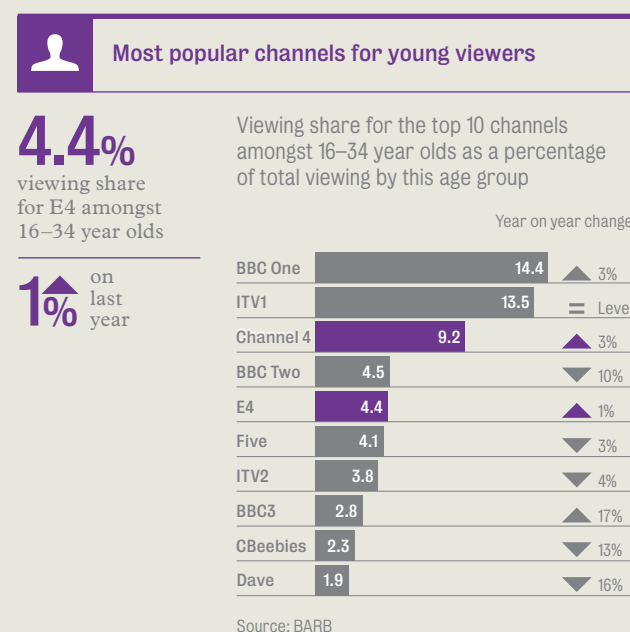 Most popular channels for young viewers
4.4%
viewing share
for E4 amongst
16–34 year olds
1%
on
last
year
Viewing share for the top 10 channels
amongst 16–34 year olds as a percentage
of total viewing by this age group
Year on year change
BBC One 14.4 3%
ITV1 13.5 = Leve
Channel 4 9.2 3%
BBC Two 4.5 10%
E4 4.4 1%
Five 4.1 3%
ITV2 3.8 4%
BBC3 2.8 17%
CBeebies 2.3 13%
Dave 1.9 16%
Source: BARB